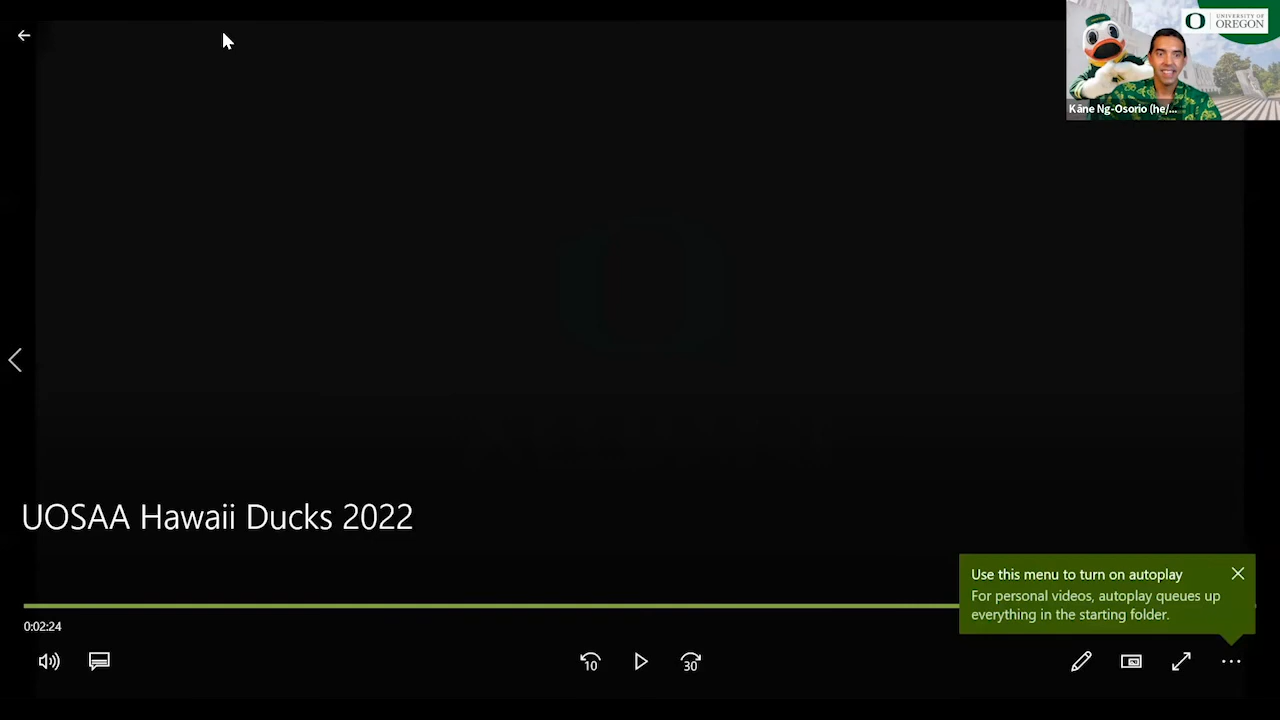 UNIVERSITY OF
OREGON
Kāne Ng-Osorio (he/...
UOSAA Hawaii Ducks 2022
Use this menu to turn on autoplay
For personal videos, autoplay queues up
everything in the starting folder.
0:02:24
10
30